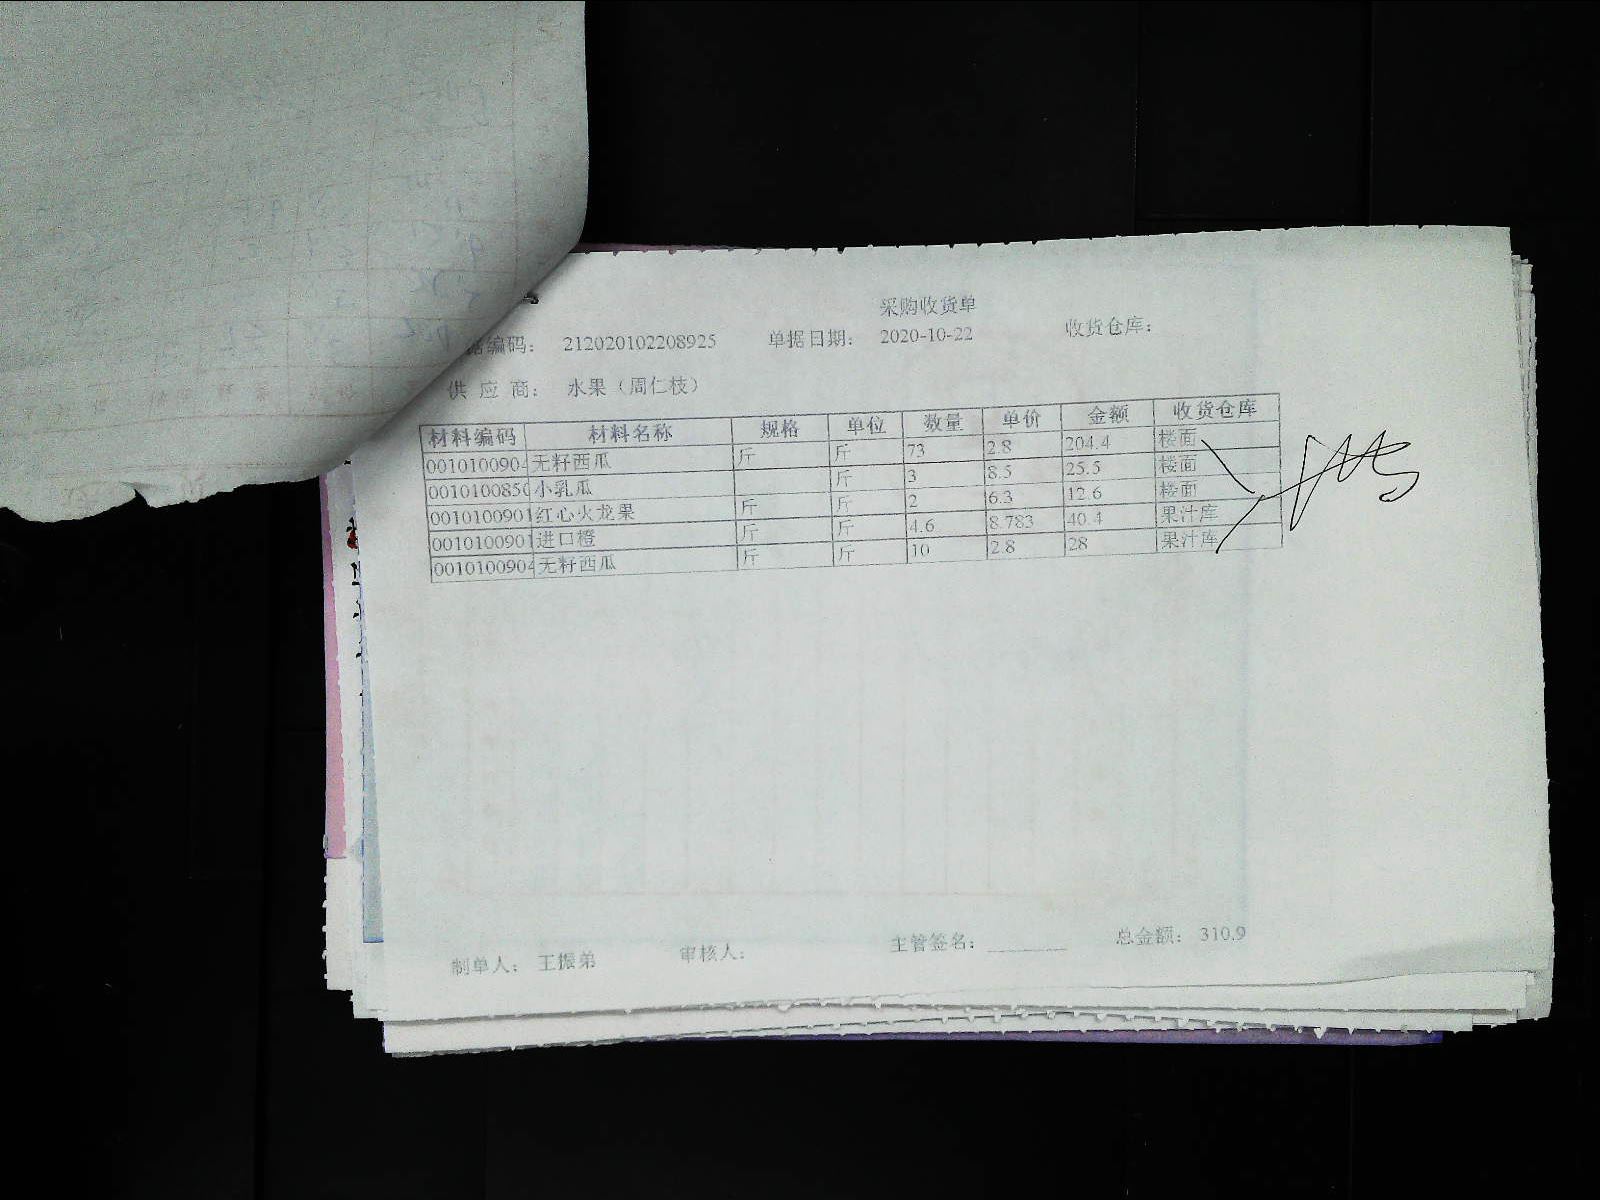 采购收货单
据编码： 212020102208925 单据日期： 2020-10-22 收货仓库：
供 应 商： 水果（周仁枝）
材料编码 材料名称 规格 单位 数量 单价 金额 收货仓库
001010090 无籽西瓜 斤 斤 73 2.8 204.4 楼面
001010085 小乳瓜 斤 3 8.5 25.5 楼面
001010090 红心火龙果 斤 斤 2 6.3 12.6 楼面
001010090 进口橙 斤 斤 4.6 8.783 40.4 果汁库
001010090 无籽西瓜 斤 斤 10 2.8 28 果汁库
制单人： 王振弟 审核人： 主管签名： 总金额： 310.9